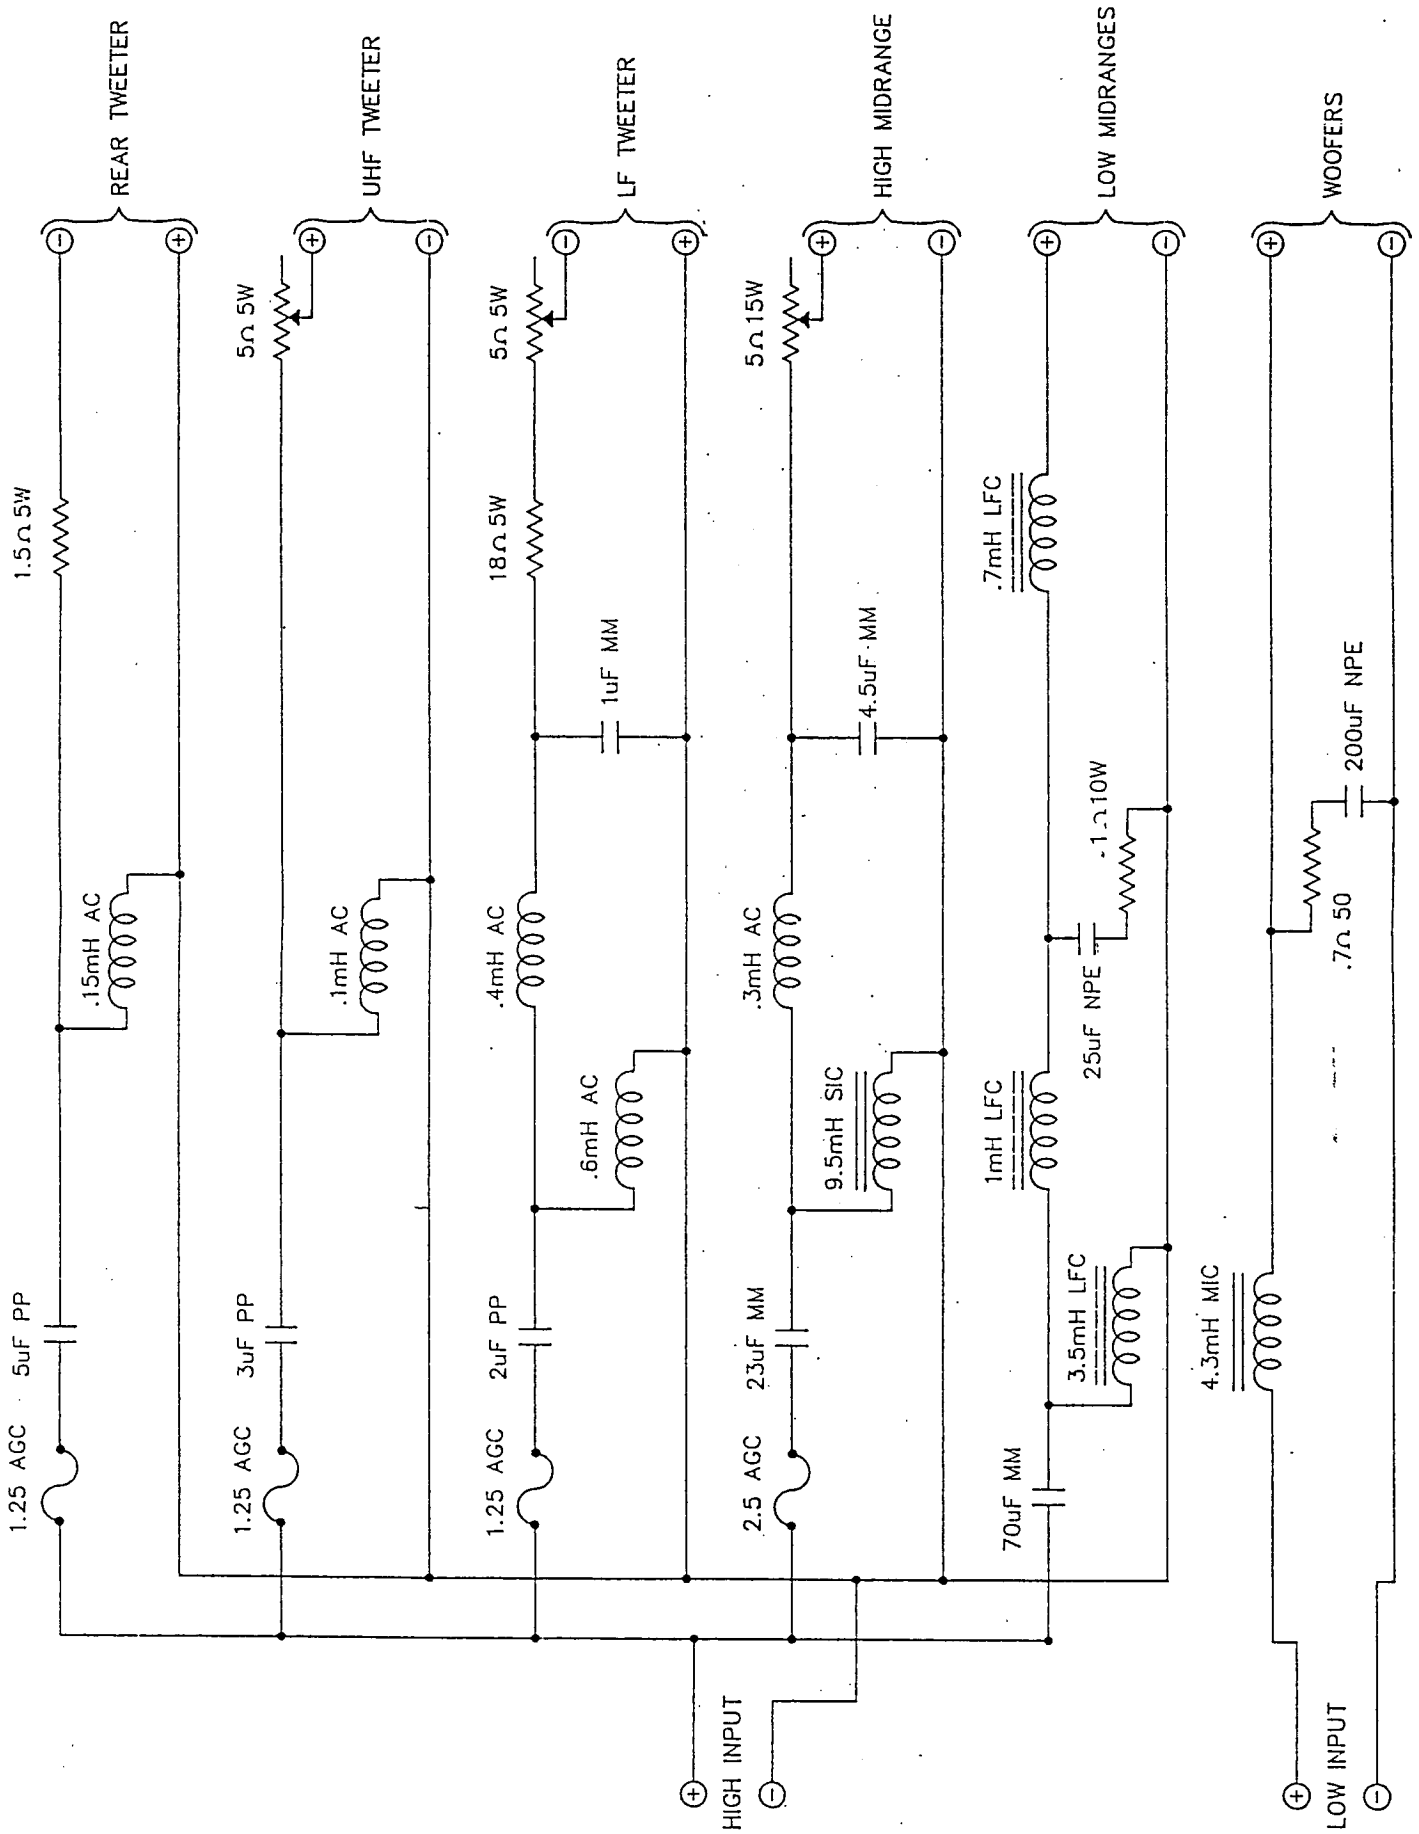 1.25 AGC
5uF PP
.15mH AC
1.5Ω 5W
−
+
REAR TWEETER
1.25 AGC
3uF PP
.1mH AC
5Ω 5W
+
−
UHF TWEETER
1.25 AGC
2uF PP
.6mH AC
.4mH AC
1uF MM
18Ω 5W
5Ω 5W
−
+
LF TWEETER
2.5 AGC
23uF MM
9.5mH SIC
.3mH AC
4.5uF MM
5Ω 15W
+
−
HIGH MIDRANGE
70uF MM
3.5mH LFC
1mH LFC
25uF NPE
1Ω 10W
.7mH LFC
+
−
LOW MIDRANGES
+
HIGH INPUT
−
4.3mH MIC
.7Ω 50
200uF NPE
+
−
WOOFERS
+
LOW INPUT
−